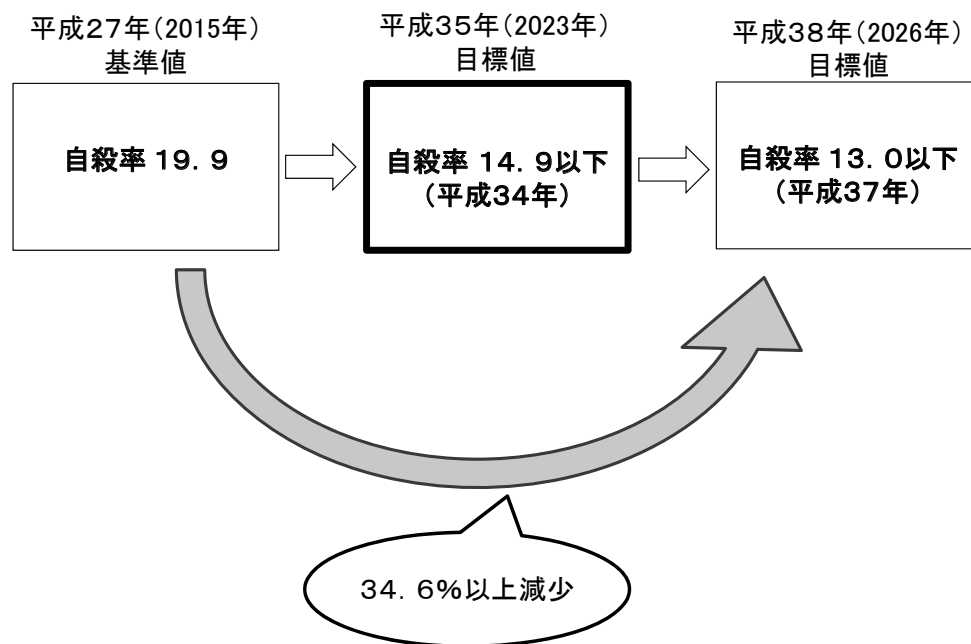 平成27年(2015年)
基準値
平成35年(2023年)
目標値
平成38年(2026年)
目標値
自殺率 19.9
自殺率 14.9以下
(平成34年)
自殺率 13.0以下
(平成37年)
34.6%以上減少